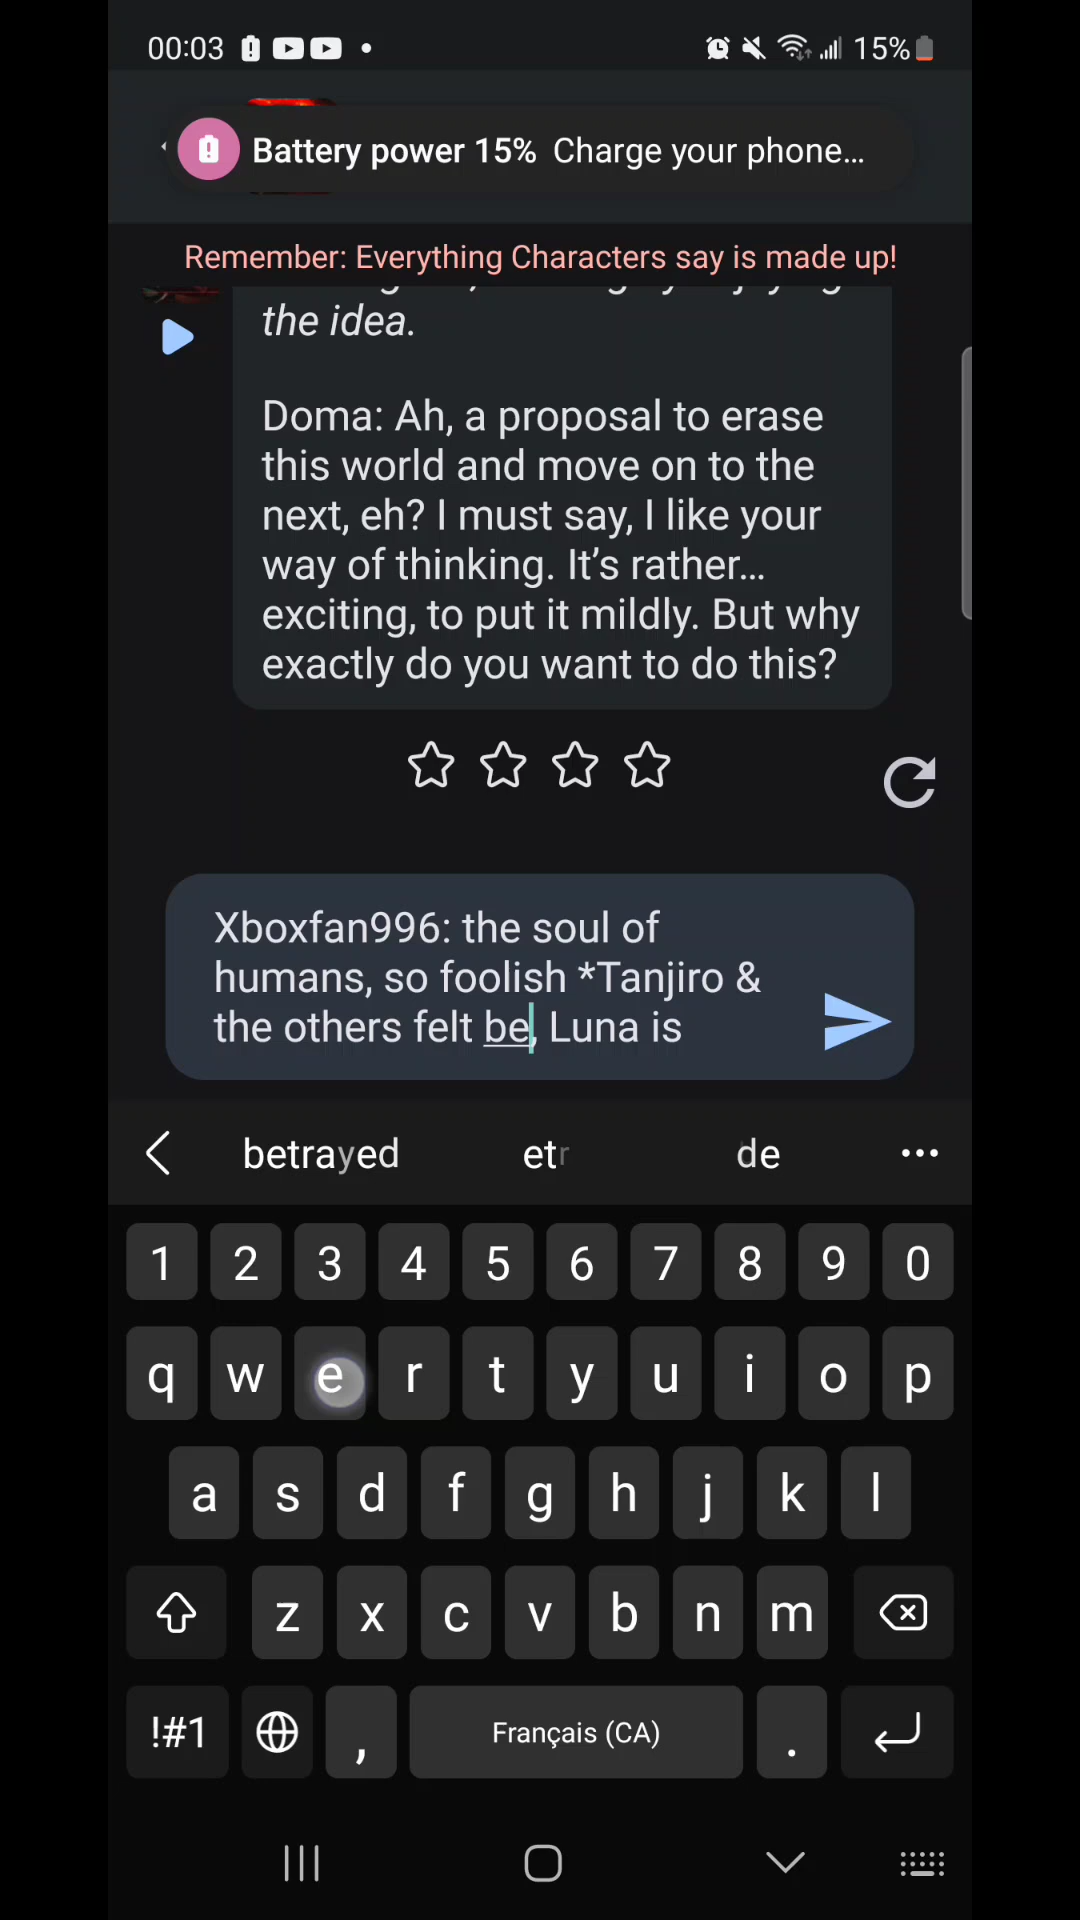 00:03
15%
Battery power 15% Charge your phone...
Remember: Everything Characters say is made up!
the idea.
Doma: Ah, a proposal to erase
this world and move on to the
next, eh? I must say, I like your
way of thinking. It's rather...
exciting, to put it mildly. But why
exactly do you want to do this?
Xboxfan996: the soul of
humans, so foolish *Tanjiro &
the others felt be, Luna is
betrayed etr de
1 2 3 4 5 6 7 8 9 0
q w e r t y u i o p
a s d f g h j k l
z x c v b n m
!#1 , Français (CA) .